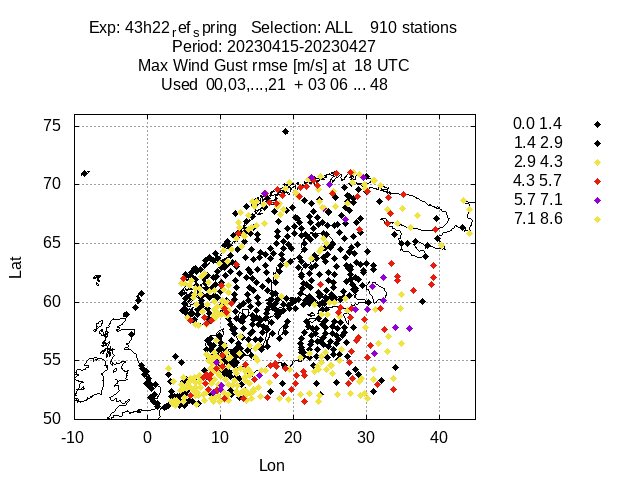 Exp: 43h22refspring Selection: ALL 910 stations
Period: 20230415-20230427
Max Wind Gust rmse [m/s] at 18 UTC
Used 00,03,...,21 + 03 06 ... 48
0.0 1.4
1.4 2.9
2.9 4.3
4.3 5.7
5.7 7.1
7.1 8.6
75
70
65
60
55
50
Lat
-10 0 10 20 30 40
Lon